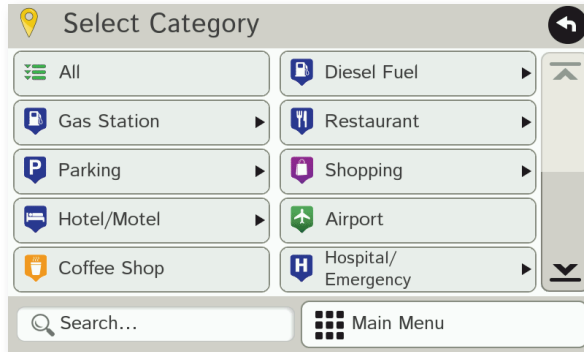 Select Category
All
Diesel Fuel
Gas Station
Restaurant
P
Parking
Shopping
Hotel/Motel
Airport
Coffee Shop
H
Hospital/
Emergency
Search...
Main Menu